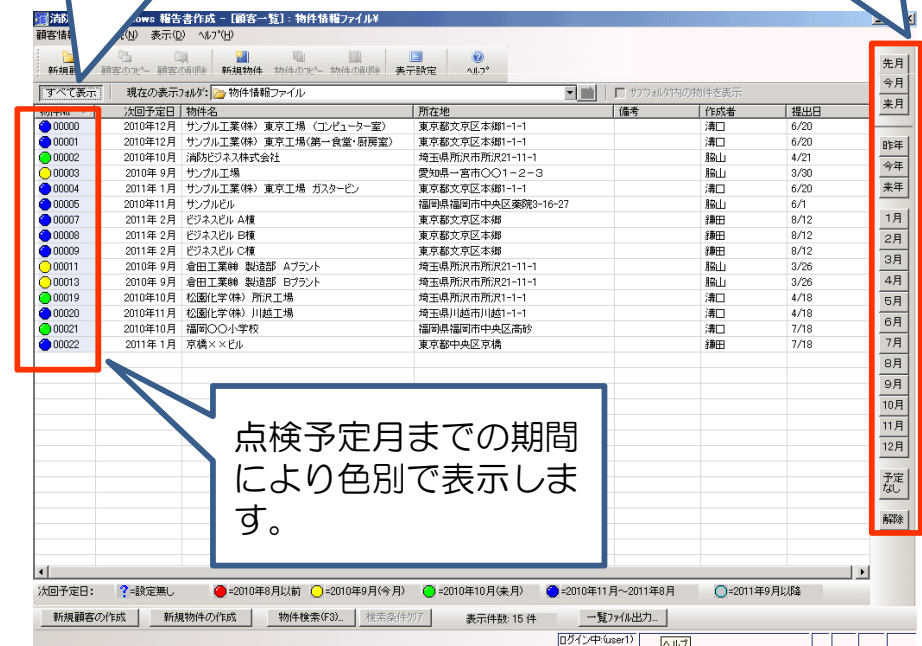 ows 報告書作成 - [顧客一覧] : 物件情報ファイル¥
表示(D) ヘルプ(H)
新規物件 物件のコピー 物件の削除 表示設定 ヘルプ
すべて表示 現在の表示フォルダ: 物件情報ファイル サブフォルダ内の物件を表示
次回予定日 物件名 所在地 備考 作成者 提出日
00000 2010年12月 サンプル工業(株) 東京工場 (コンピューター室) 東京都文京区本郷1-1-1 溝口 6/20
00001 2010年12月 サンプル工業(株) 東京工場(第一食堂・厨房室) 東京都文京区本郷1-1-1 溝口 6/20
00002 2010年10月 消防ビジネス株式会社 埼玉県所沢市所沢21-11-1 脇山 4/21
00003 2010年 9月 サンプル工場 愛知県一宮市〇〇1-2-3 脇山 3/30
00004 2011年 1月 サンプル工業(株) 東京工場 ガスタービン 東京都文京区本郷1-1-1 溝口 6/20
00005 2010年11月 サンプルビル 福岡県福岡市中央区薬院3-16-27 脇山 6/1
00007 2011年 2月 ビジネスビル A棟 東京都文京区本郷 鎌田 8/12
00008 2011年 2月 ビジネスビル B棟 東京都文京区本郷 鎌田 8/12
00009 2011年 2月 ビジネスビル C棟 東京都文京区本郷 鎌田 8/12
00011 2010年 9月 倉田工業㈱ 製造部 Aプラント 埼玉県所沢市所沢21-11-1 脇山 3/26
00013 2010年 9月 倉田工業㈱ 製造部 Bプラント 埼玉県所沢市所沢21-11-1 脇山 3/26
00019 2010年10月 松園化学(株) 所沢工場 埼玉県所沢市所沢1-1-1 溝口 4/18
00020 2010年11月 松園化学(株) 川越工場 埼玉県川越市川越1-1-1 溝口 4/18
00021 2010年10月 福岡〇〇小学校 福岡県福岡市中央区高砂 溝口 7/18
00022 2011年 1月 京橋××ビル 東京都中央区京橋 鎌田 7/18
点検予定月までの期間
により色別で表示しま
す。
先月
今月
来月
昨年
今年
来年
1月
2月
3月
4月
5月
6月
7月
8月
9月
10月
11月
12月
予定
なし
解除
次回予定日: ?=設定無し =2010年8月以前 =2010年9月(今月) =2010年10月(来月) =2010年11月~2011年8月 =2011年9月以降
新規顧客の作成 新規物件の作成 物件検索(F3)... 検索条件クリア 表示件数: 15 件 一覧ファイル出力...
ログイン中:(user1) ヘルプ